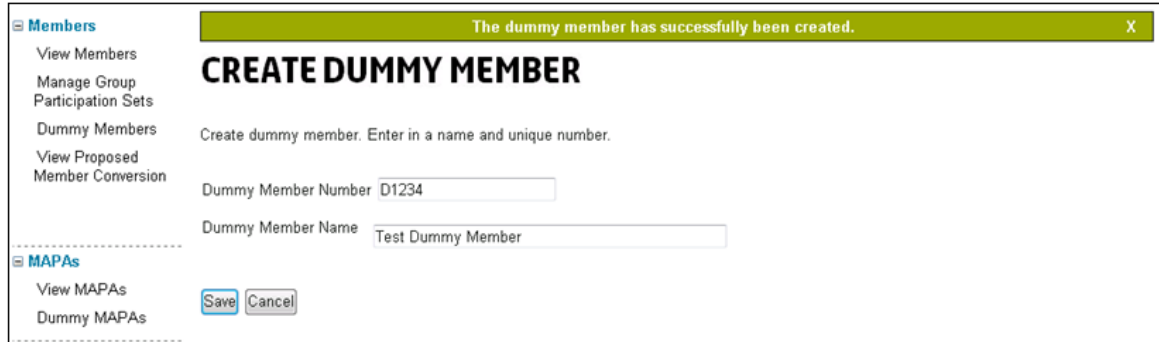 Members
View Members
Manage Group
Participation Sets
Dummy Members
View Proposed
Member Conversion
MAPAs
View MAPAs
Dummy MAPAs
The dummy member has successfully been created. X
CREATE DUMMY MEMBER
Create dummy member. Enter in a name and unique number.
Dummy Member Number D1234
Dummy Member Name Test Dummy Member
Save Cancel